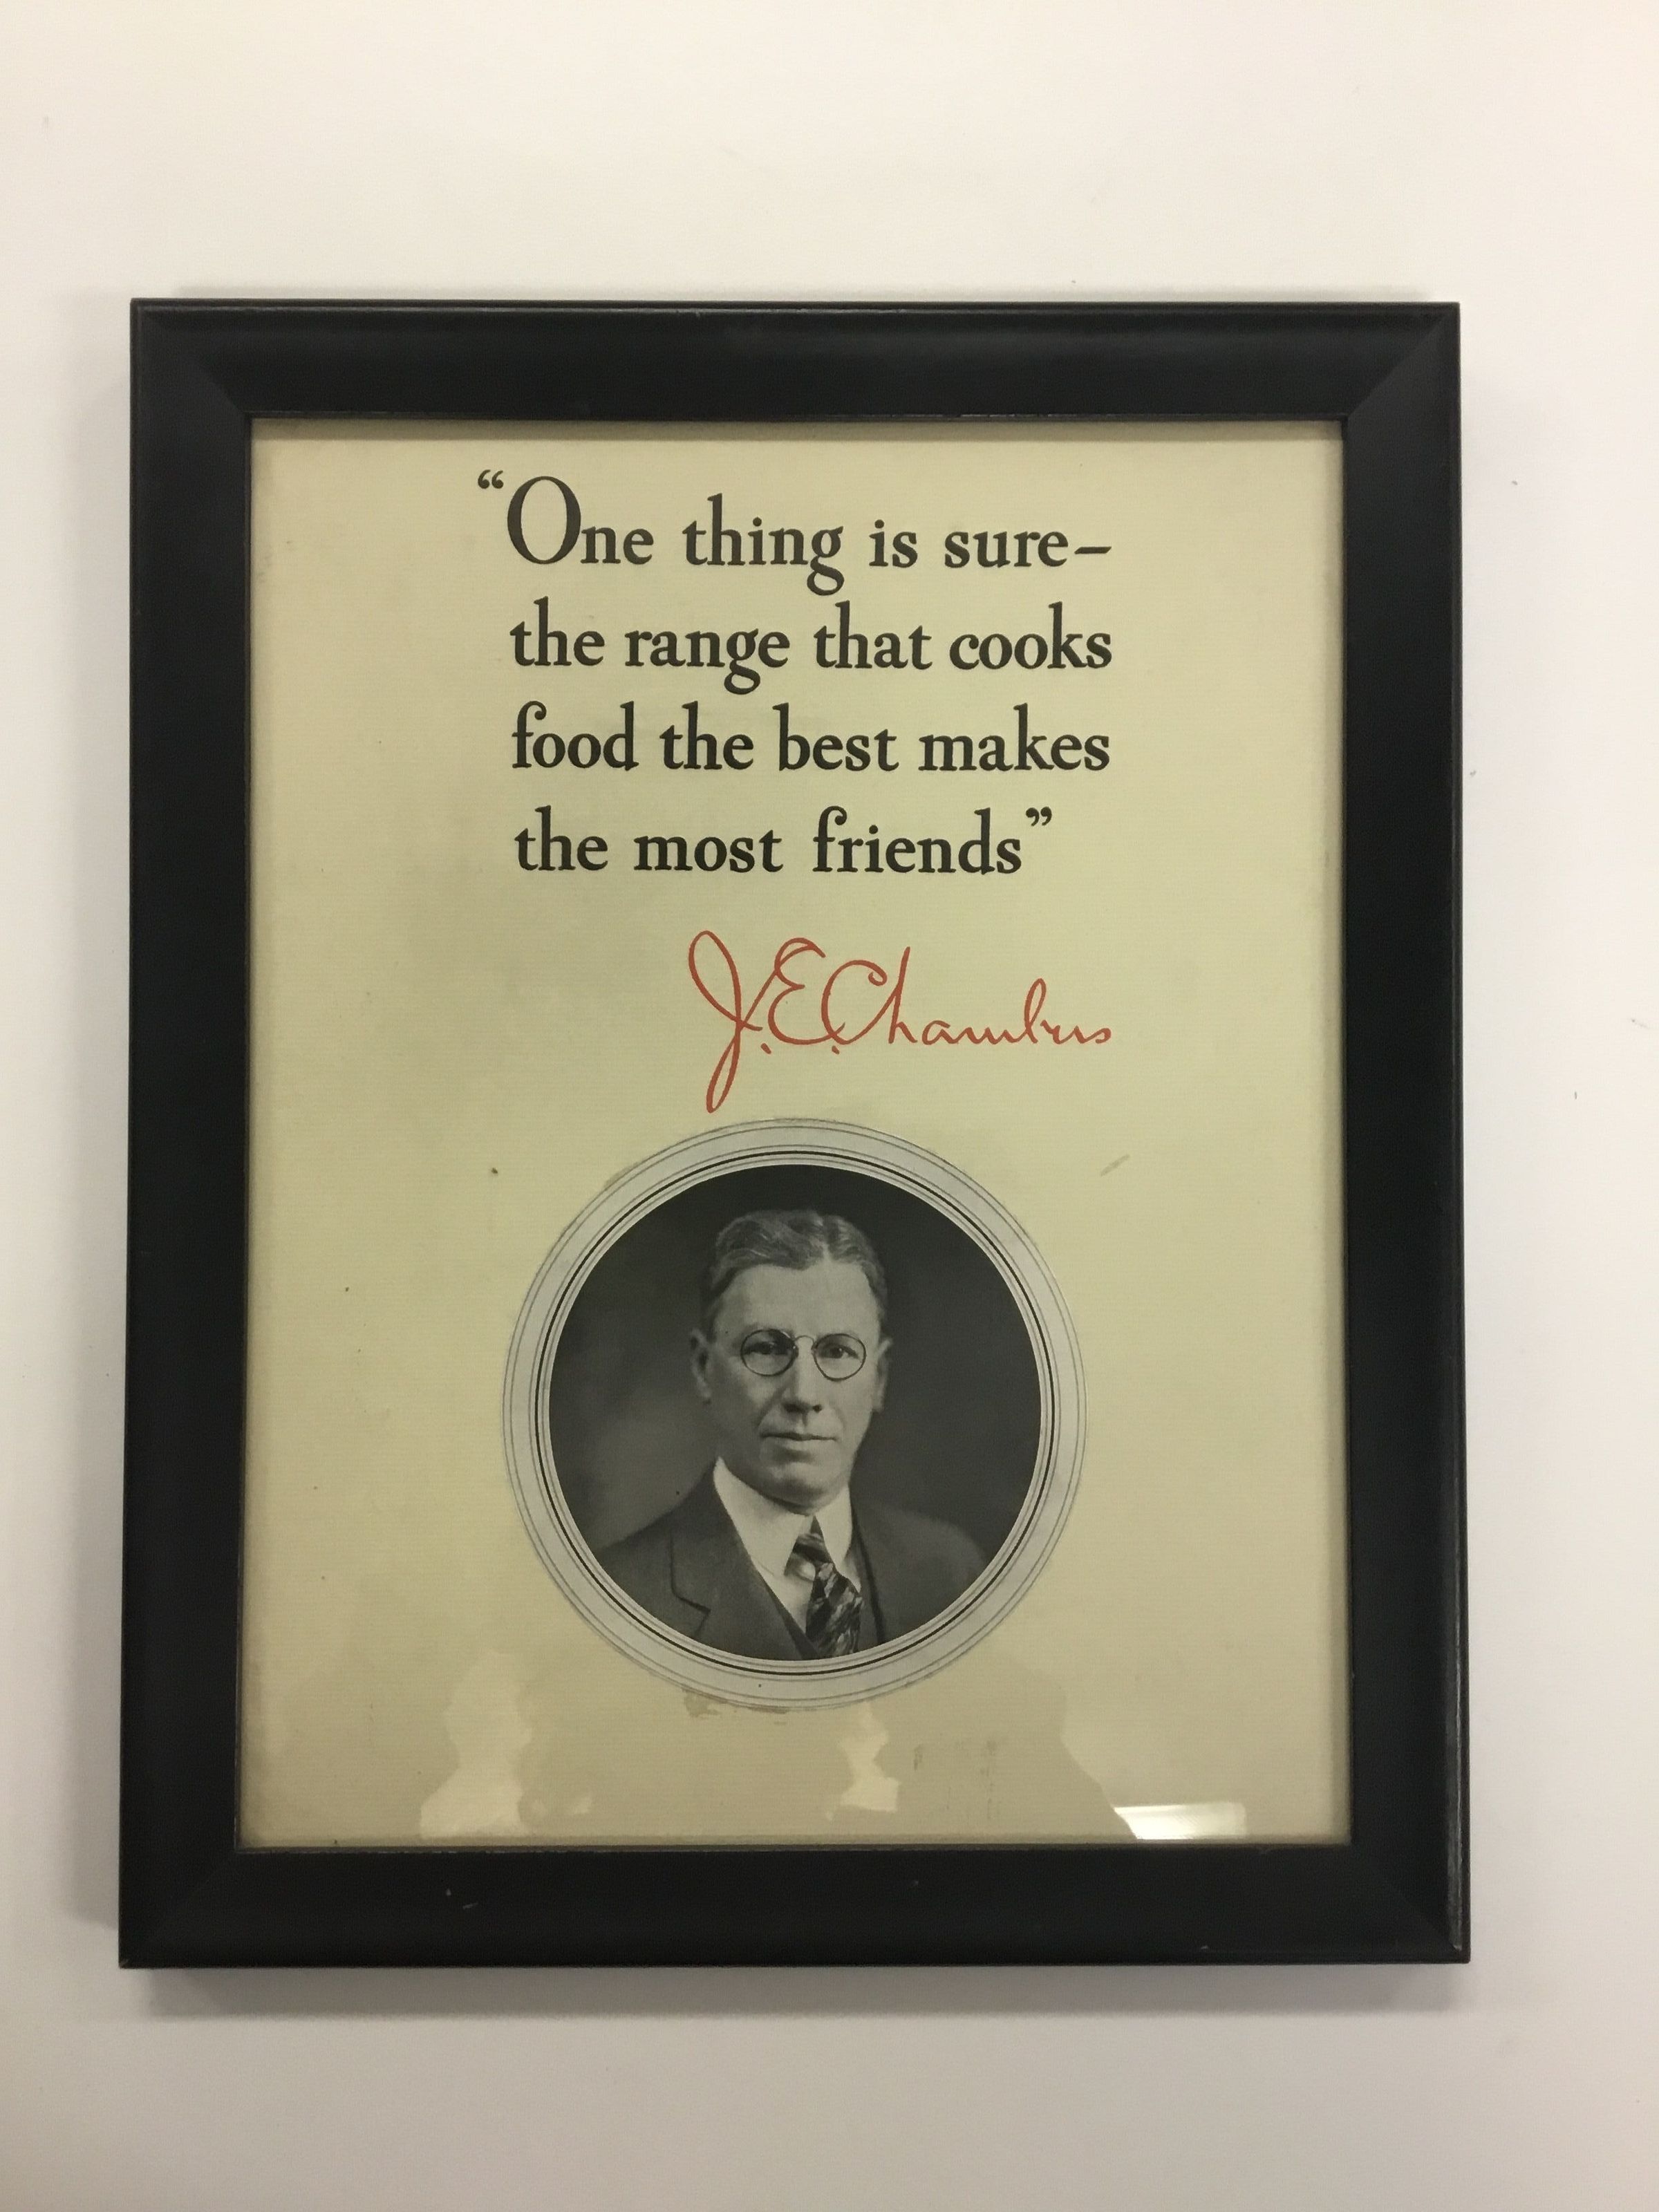 “One thing is sure–
the range that cooks
food the best makes
the most friends”
J.E. Chambers